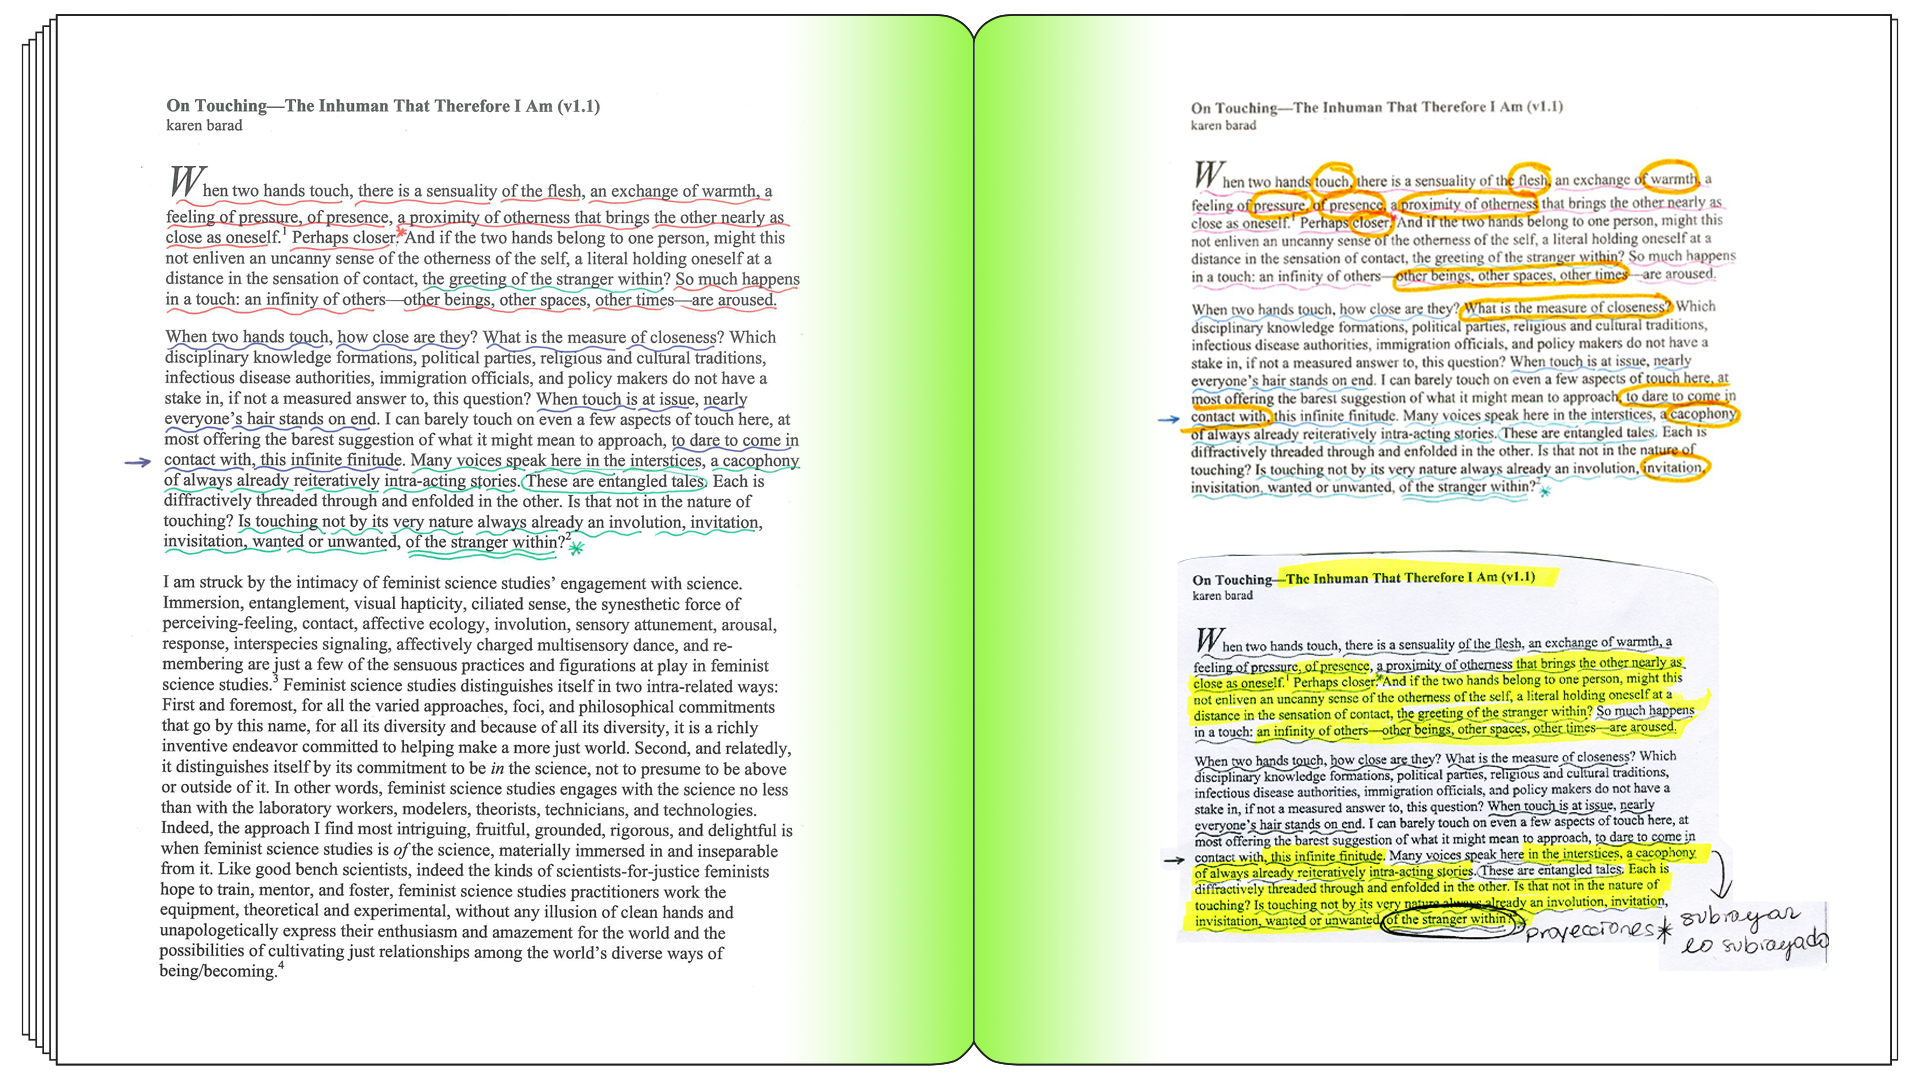 On Touching—The Inhuman That Therefore I Am (v1.1)
karen barad
When two hands touch, there is a sensuality of the flesh, an exchange of warmth, a
feeling of pressure, of presence, a proximity of otherness that brings the other nearly as
close as oneself.1 Perhaps closer.* And if the two hands belong to one person, might this
not enliven an uncanny sense of the otherness of the self, a literal holding oneself at a
distance in the sensation of contact, the greeting of the stranger within? So much happens
in a touch: an infinity of others—other beings, other spaces, other times—are aroused.
When two hands touch, how close are they? What is the measure of closeness? Which
disciplinary knowledge formations, political parties, religious and cultural traditions,
infectious disease authorities, immigration officials, and policy makers do not have a
stake in, if not a measured answer to, this question? When touch is at issue, nearly
everyone's hair stands on end. I can barely touch on even a few aspects of touch here, at
most offering the barest suggestion of what it might mean to approach, to dare to come in
contact with, this infinite finitude. Many voices speak here in the interstices, a cacophony
of always already reiteratively intra-acting stories. These are entangled tales. Each is
diffractively threaded through and enfolded in the other. Is that not in the nature of
touching? Is touching not by its very nature always already an involution, invitation,
invisitation, wanted or unwanted, of the stranger within?2 *
I am struck by the intimacy of feminist science studies' engagement with science.
Immersion, entanglement, visual hapticity, ciliated sense, the synesthetic force of
perceiving-feeling, contact, affective ecology, involution, sensory attunement, arousal,
response, interspecies signaling, affectively charged multisensory dance, and re-
membering are just a few of the sensuous practices and figurations at play in feminist
science studies.3 Feminist science studies distinguishes itself in two intra-related ways:
First and foremost, for all the varied approaches, foci, and philosophical commitments
that go by this name, for all its diversity and because of all its diversity, it is a richly
inventive endeavor committed to helping make a more just world. Second, and relatedly,
it distinguishes itself by its commitment to be in the science, not to presume to be above
or outside of it. In other words, feminist science studies engages with the science no less
than with the laboratory workers, modelers, theorists, technicians, and technologies.
Indeed, the approach I find most intriguing, fruitful, grounded, rigorous, and delightful is
when feminist science studies is of the science, materially immersed in and inseparable
from it. Like good bench scientists, indeed the kinds of scientists-for-justice feminists
hope to train, mentor, and foster, feminist science studies practitioners work the
equipment, theoretical and experimental, without any illusion of clean hands and
unapologetically express their enthusiasm and amazement for the world and the
possibilities of cultivating just relationships among the world's diverse ways of
being/becoming.4
On Touching—The Inhuman That Therefore I Am (v1.1)
karen barad
When two hands touch, there is a sensuality of the flesh, an exchange of warmth, a
feeling of pressure, of presence, a proximity of otherness that brings the other nearly as
close as oneself.1 Perhaps closer.* And if the two hands belong to one person, might this
not enliven an uncanny sense of the otherness of the self, a literal holding oneself at a
distance in the sensation of contact, the greeting of the stranger within? So much happens
in a touch: an infinity of others—other beings, other spaces, other times—are aroused.
When two hands touch, how close are they? What is the measure of closeness? Which
disciplinary knowledge formations, political parties, religious and cultural traditions,
infectious disease authorities, immigration officials, and policy makers do not have a
stake in, if not a measured answer to, this question? When touch is at issue, nearly
everyone's hair stands on end. I can barely touch on even a few aspects of touch here, at
most offering the barest suggestion of what it might mean to approach, to dare to come in
contact with, this infinite finitude. Many voices speak here in the interstices, a cacophony
of always already reiteratively intra-acting stories. These are entangled tales. Each is
diffractively threaded through and enfolded in the other. Is that not in the nature of
touching? Is touching not by its very nature always already an involution, invitation,
invisitation, wanted or unwanted, of the stranger within?2 *
On Touching—The Inhuman That Therefore I Am (v1.1)
karen barad
When two hands touch, there is a sensuality of the flesh, an exchange of warmth, a
feeling of pressure, of presence, a proximity of otherness that brings the other nearly as
close as oneself.1 Perhaps closer.* And if the two hands belong to one person, might this
not enliven an uncanny sense of the otherness of the self, a literal holding oneself at a
distance in the sensation of contact, the greeting of the stranger within? So much happens
in a touch: an infinity of others—other beings, other spaces, other times—are aroused.
When two hands touch, how close are they? What is the measure of closeness? Which
disciplinary knowledge formations, political parties, religious and cultural traditions,
infectious disease authorities, immigration officials, and policy makers do not have a
stake in, if not a measured answer to, this question? When touch is at issue, nearly
everyone's hair stands on end. I can barely touch on even a few aspects of touch here, at
most offering the barest suggestion of what it might mean to approach, to dare to come in
contact with, this infinite finitude. Many voices speak here in the interstices, a cacophony
of always already reiteratively intra-acting stories. These are entangled tales. Each is
diffractively threaded through and enfolded in the other. Is that not in the nature of
touching? Is touching not by its very nature always already an involution, invitation,
invisitation, wanted or unwanted, of the stranger within?
proyecciones * subrayar
lo subrayado